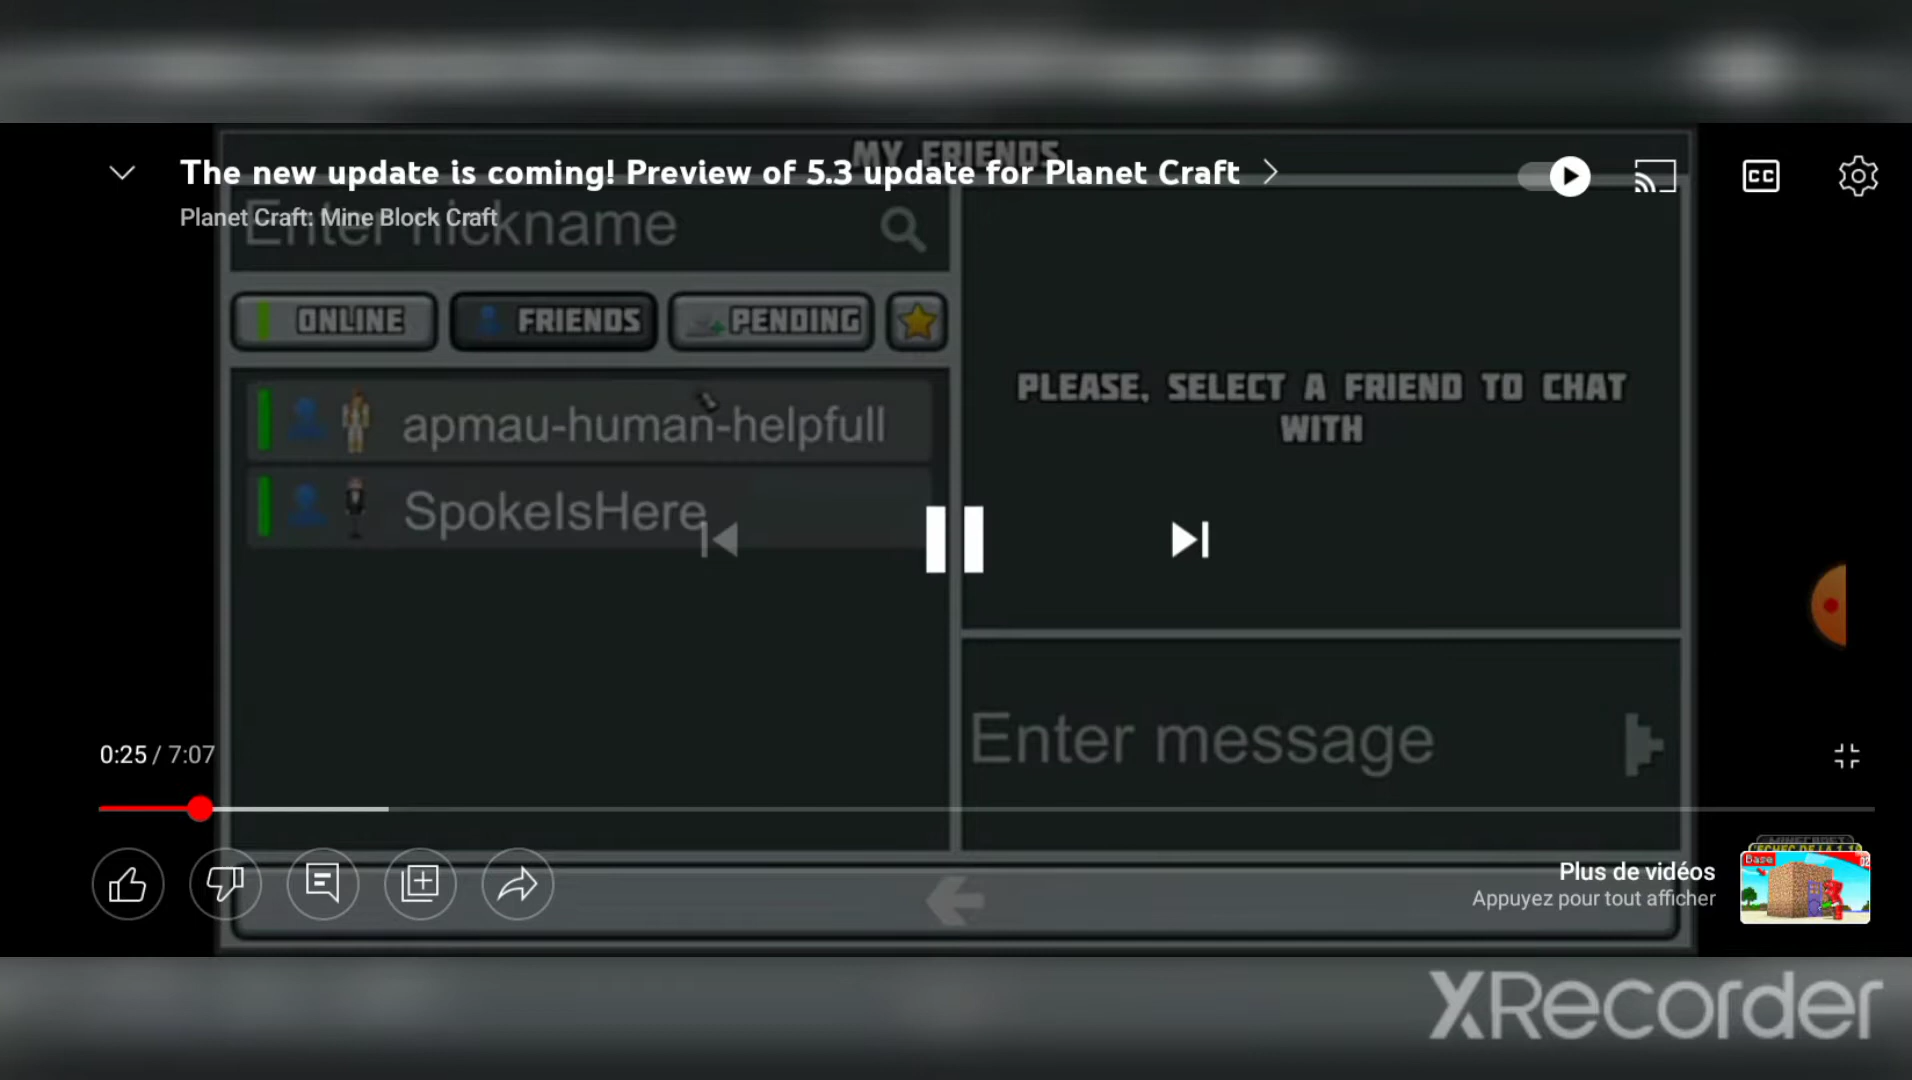 MY FRIENDS
The new update is coming! Preview of 5.3 update for Planet Craft
Planet Craft: Mine Block Craft
Enter nickname
ONLINE
FRIENDS
PENDING
apmau-human-helpfull
SpokeIsHere
PLEASE, SELECT A FRIEND TO CHAT
WITH
Enter message
CC
0:25 / 7:07
Plus de vidéos
Appuyez pour tout afficher
Base
XRecorder